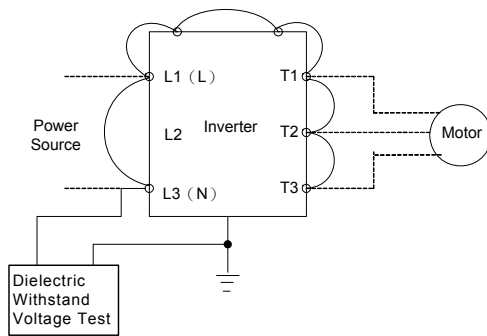 L1（L）
T1
Power
Source
L2
Inverter
T2
Motor
L3（N）
T3
Dielectric
Withstand
Voltage Test